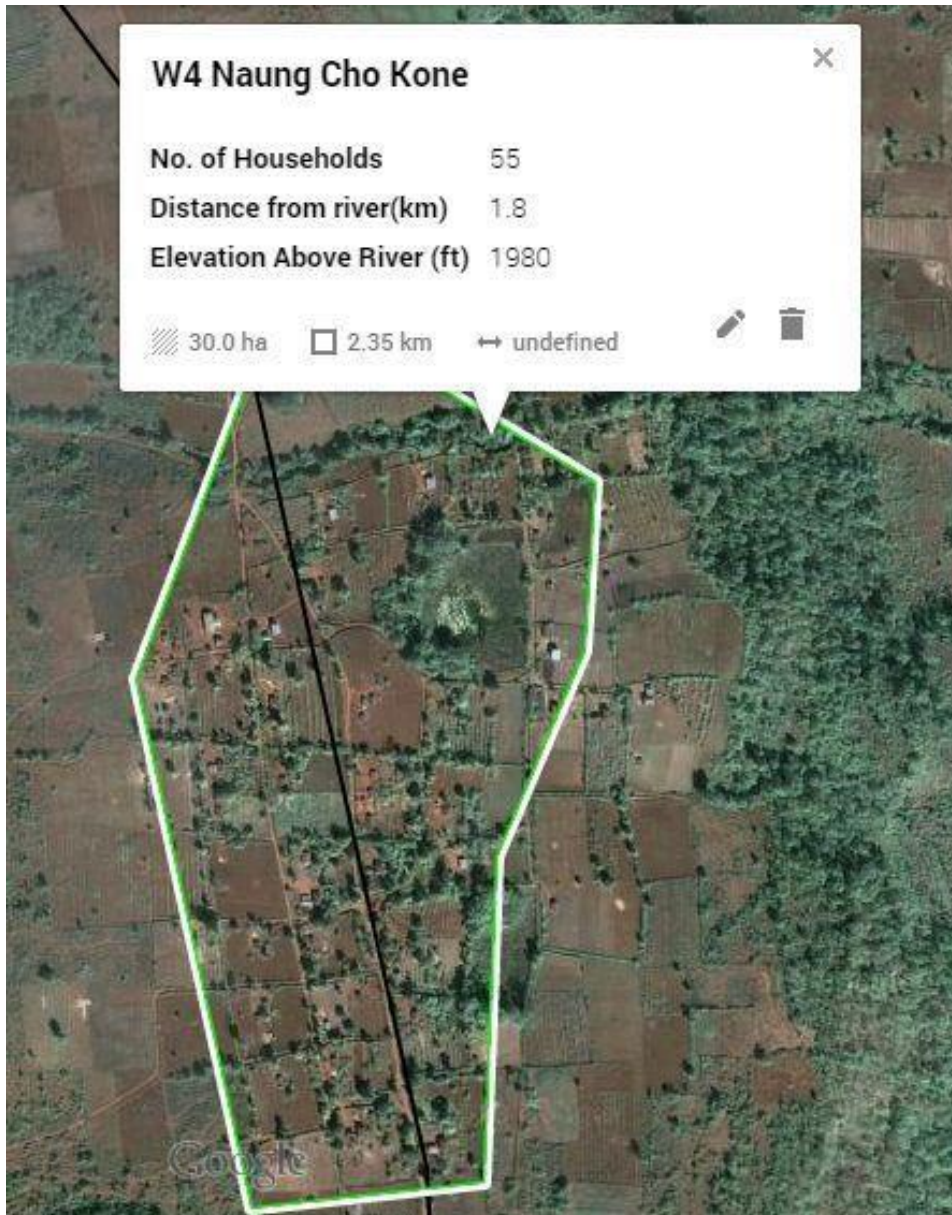 W4 Naung Cho Kone
No. of Households 55
Distance from river(km) 1.8
Elevation Above River (ft) 1980
30.0 ha 2.35 km undefined
Google